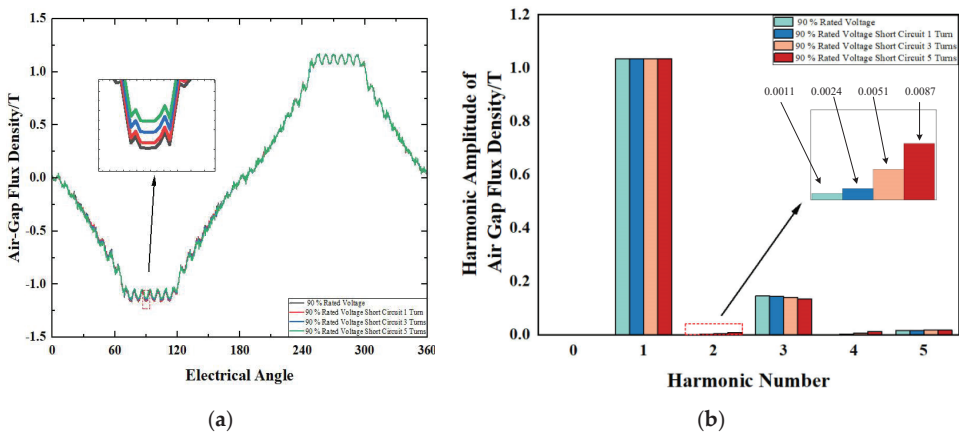 1.5
1.0
0.5
0.0
-0.5
-1.0
-1.5
0 60 120 180 240 300 360
Air-Gap Flux Density/T
Electrical Angle
90 % Rated Voltage
90 % Rated Voltage Short Circuit 1 Turn
90 % Rated Voltage Short Circuit 3 Turns
90 % Rated Voltage Short Circuit 5 Turns
(a)
1.2
1.0
0.8
0.6
0.4
0.2
0.0
0 1 2 3 4 5
Harmonic Amplitude of
Air Gap Flux Density/T
Harmonic Number
90 % Rated Voltage
90 % Rated Voltage Short Circuit 1 Turn
90 % Rated Voltage Short Circuit 3 Turns
90 % Rated Voltage Short Circuit 5 Turns
0.0011 0.0024 0.0051 0.0087
(b)